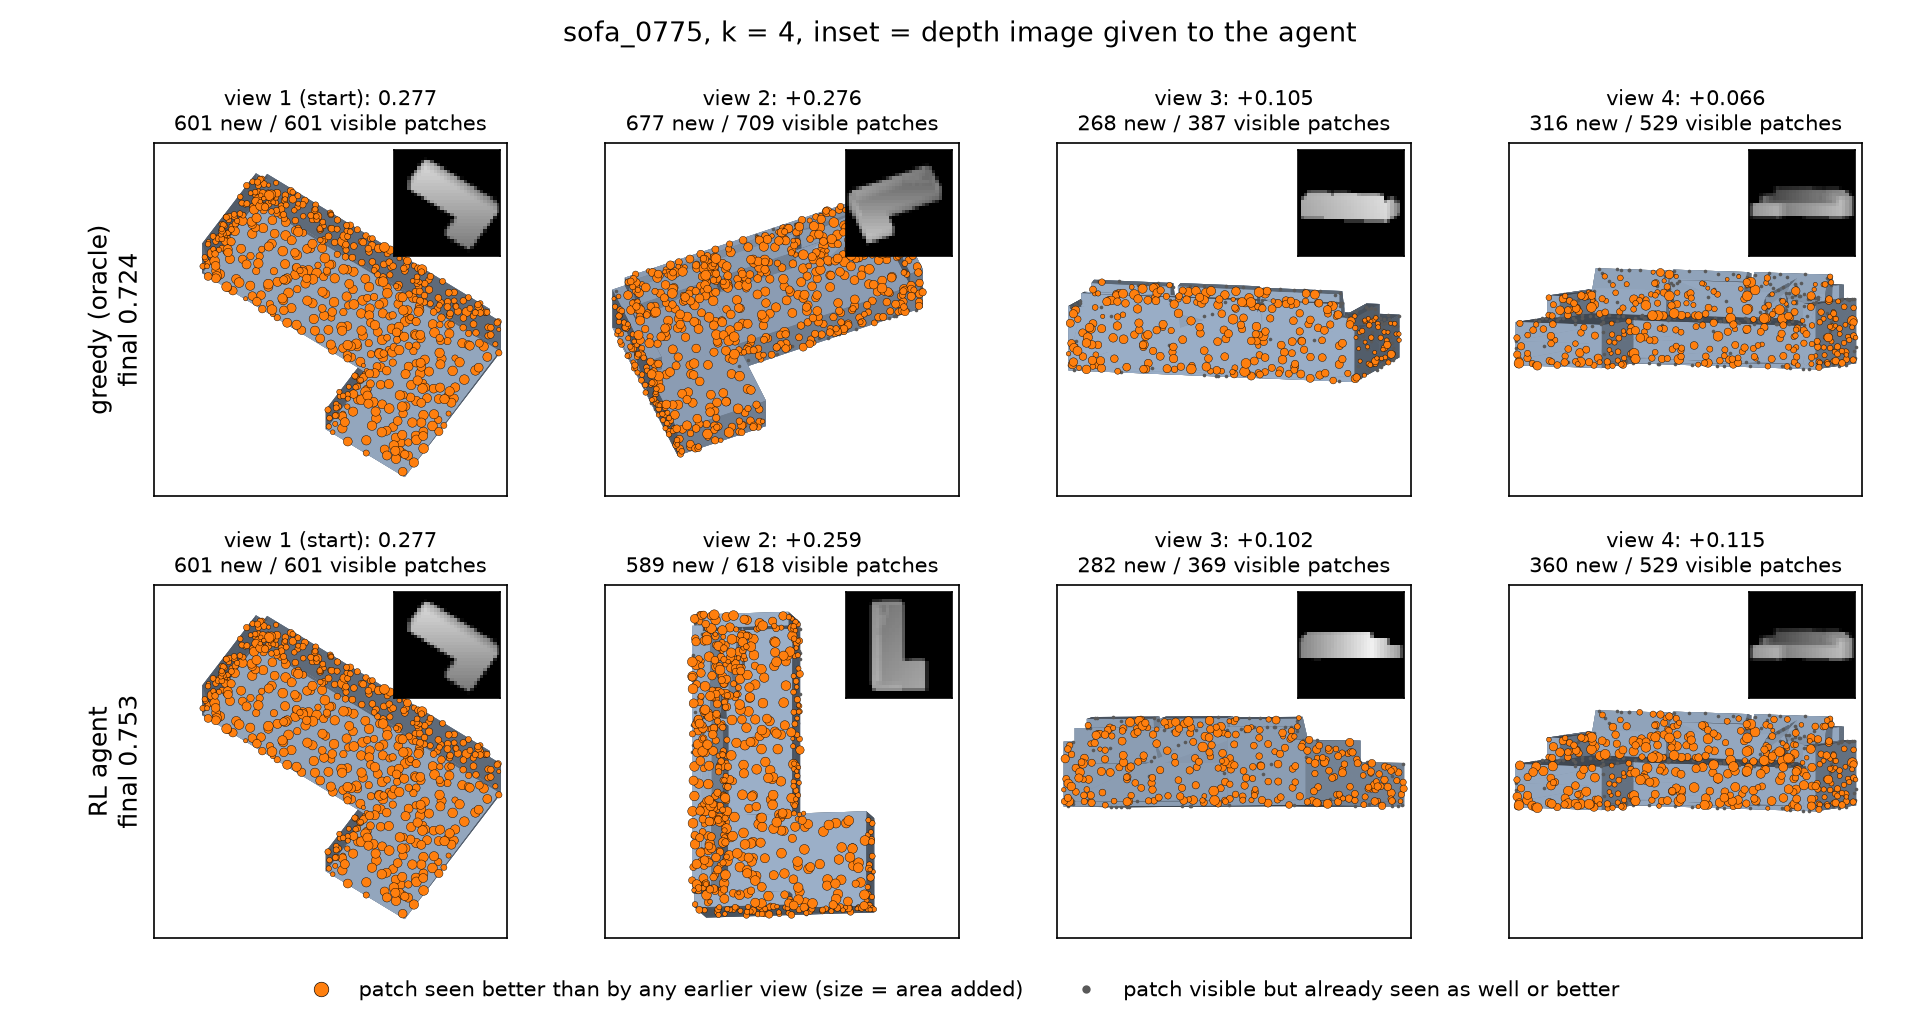 sofa_0775, k = 4, inset = depth image given to the agent
greedy (oracle)
final 0.724
view 1 (start): 0.277
601 new / 601 visible patches
view 2: +0.276
677 new / 709 visible patches
view 3: +0.105
268 new / 387 visible patches
view 4: +0.066
316 new / 529 visible patches
RL agent
final 0.753
view 1 (start): 0.277
601 new / 601 visible patches
view 2: +0.259
589 new / 618 visible patches
view 3: +0.102
282 new / 369 visible patches
view 4: +0.115
360 new / 529 visible patches
patch seen better than by any earlier view (size = area added)
patch visible but already seen as well or better